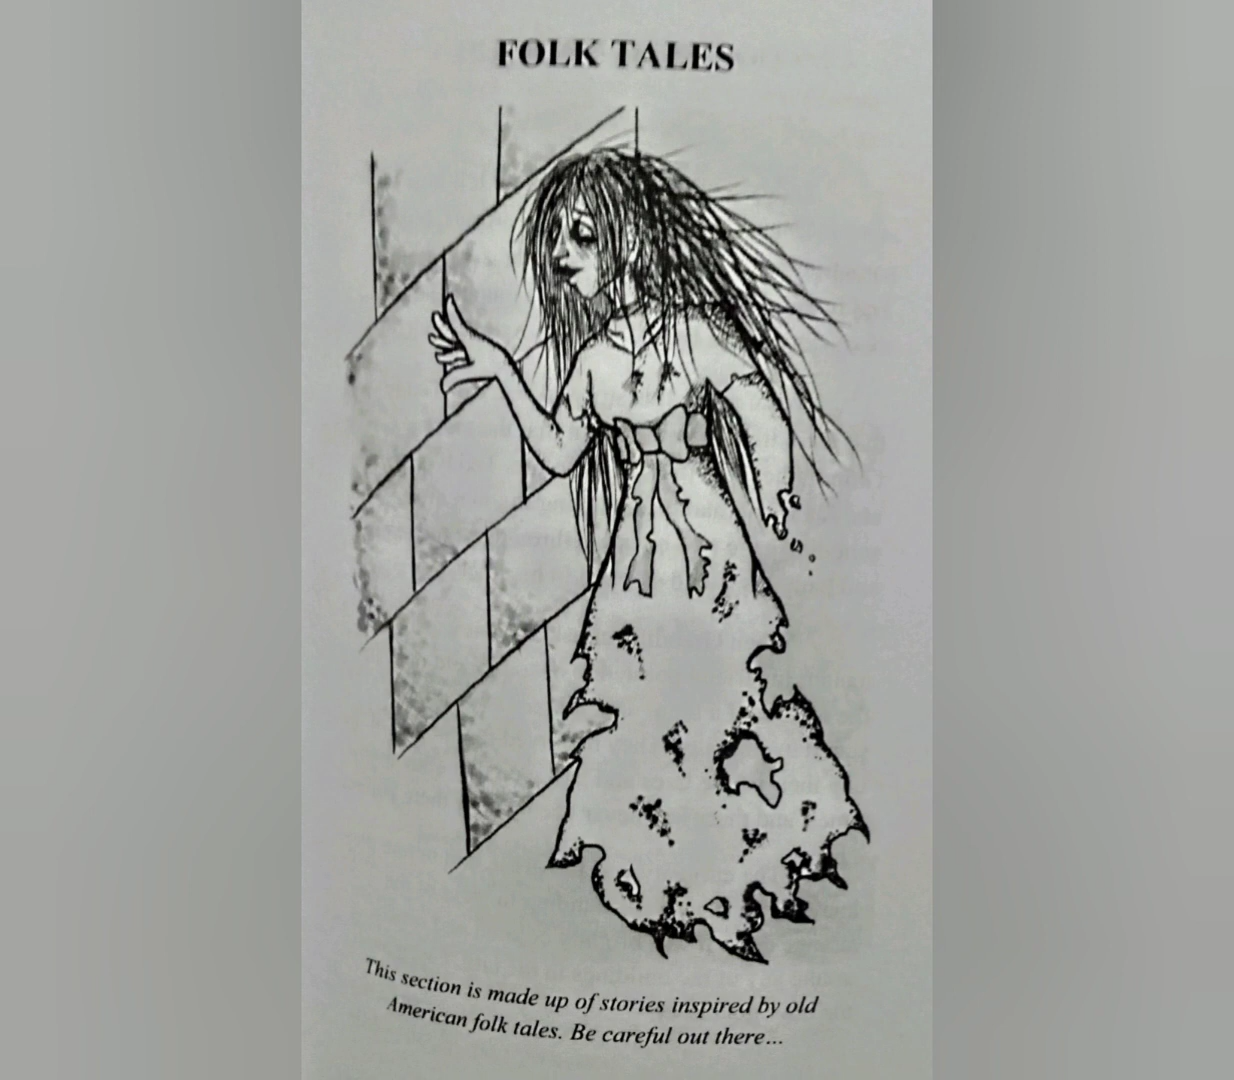 FOLK TALES
This section is made up of stories inspired by old
American folk tales. Be careful out there...